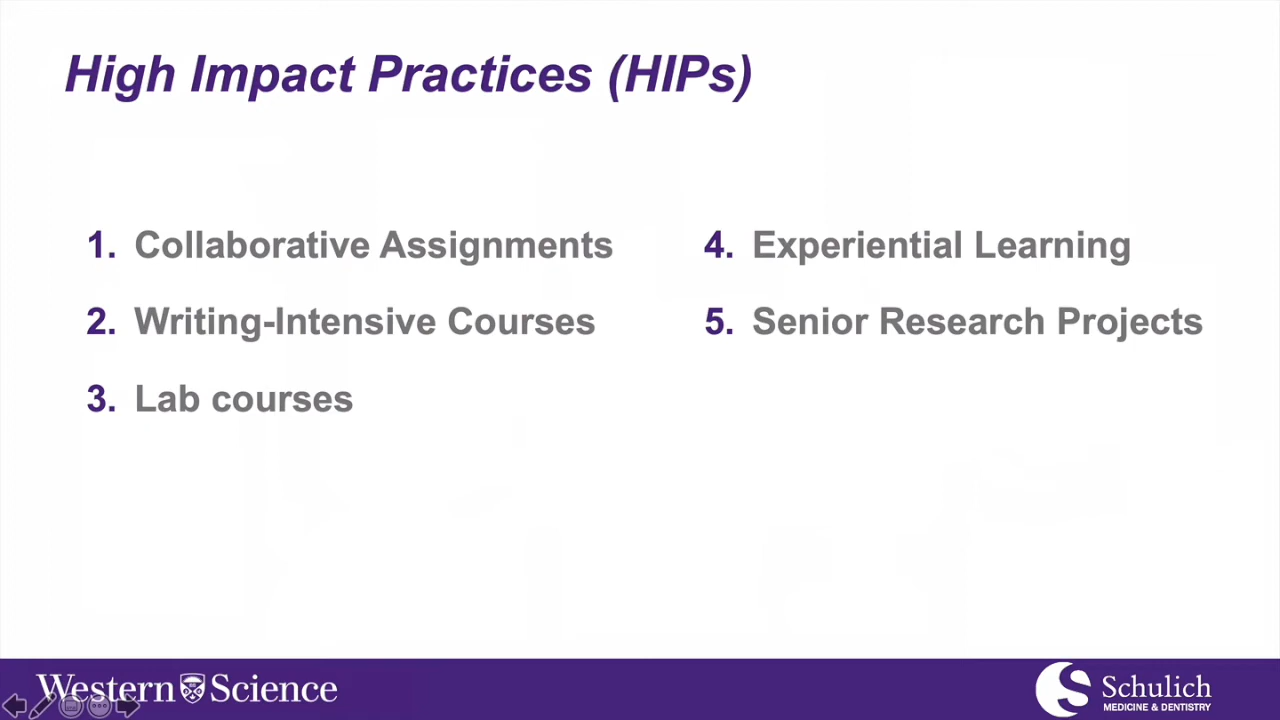 High Impact Practices (HIPs)
1. Collaborative Assignments
2. Writing-Intensive Courses
3. Lab courses
4. Experiential Learning
5. Senior Research Projects
Western Science
Schulich
MEDICINE & DENTISTRY